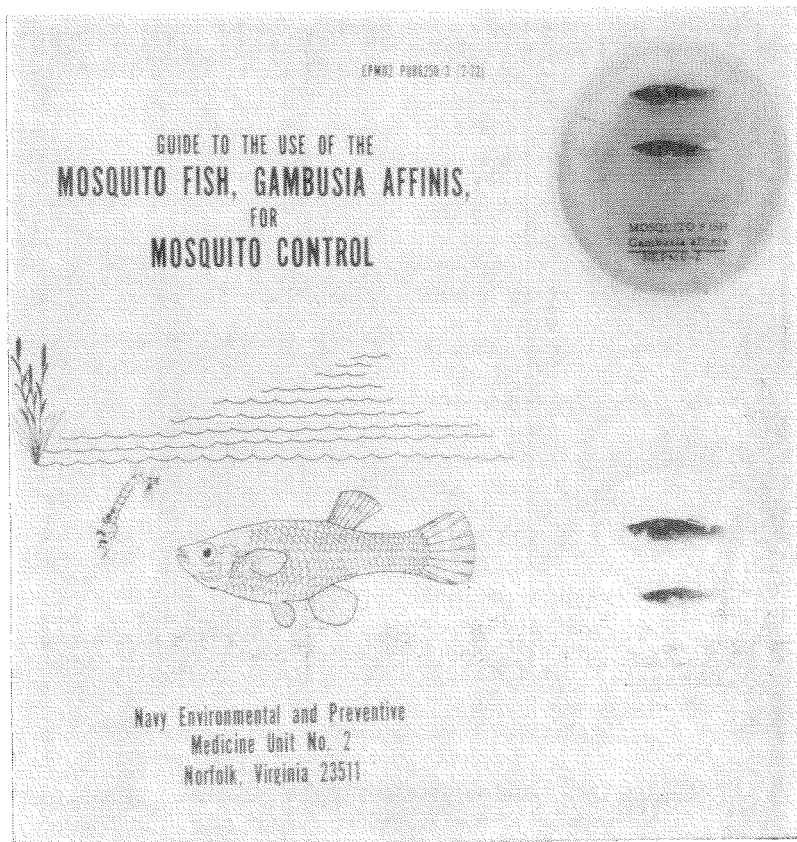 GUIDE TO THE USE OF THE
MOSQUITO FISH, GAMBUSIA AFFINIS,
FOR
MOSQUITO CONTROL
MOSQUITO FISH
Gambusia affinis
Navy Environmental and Preventive
Medicine Unit No. 2
Norfolk, Virginia 23511